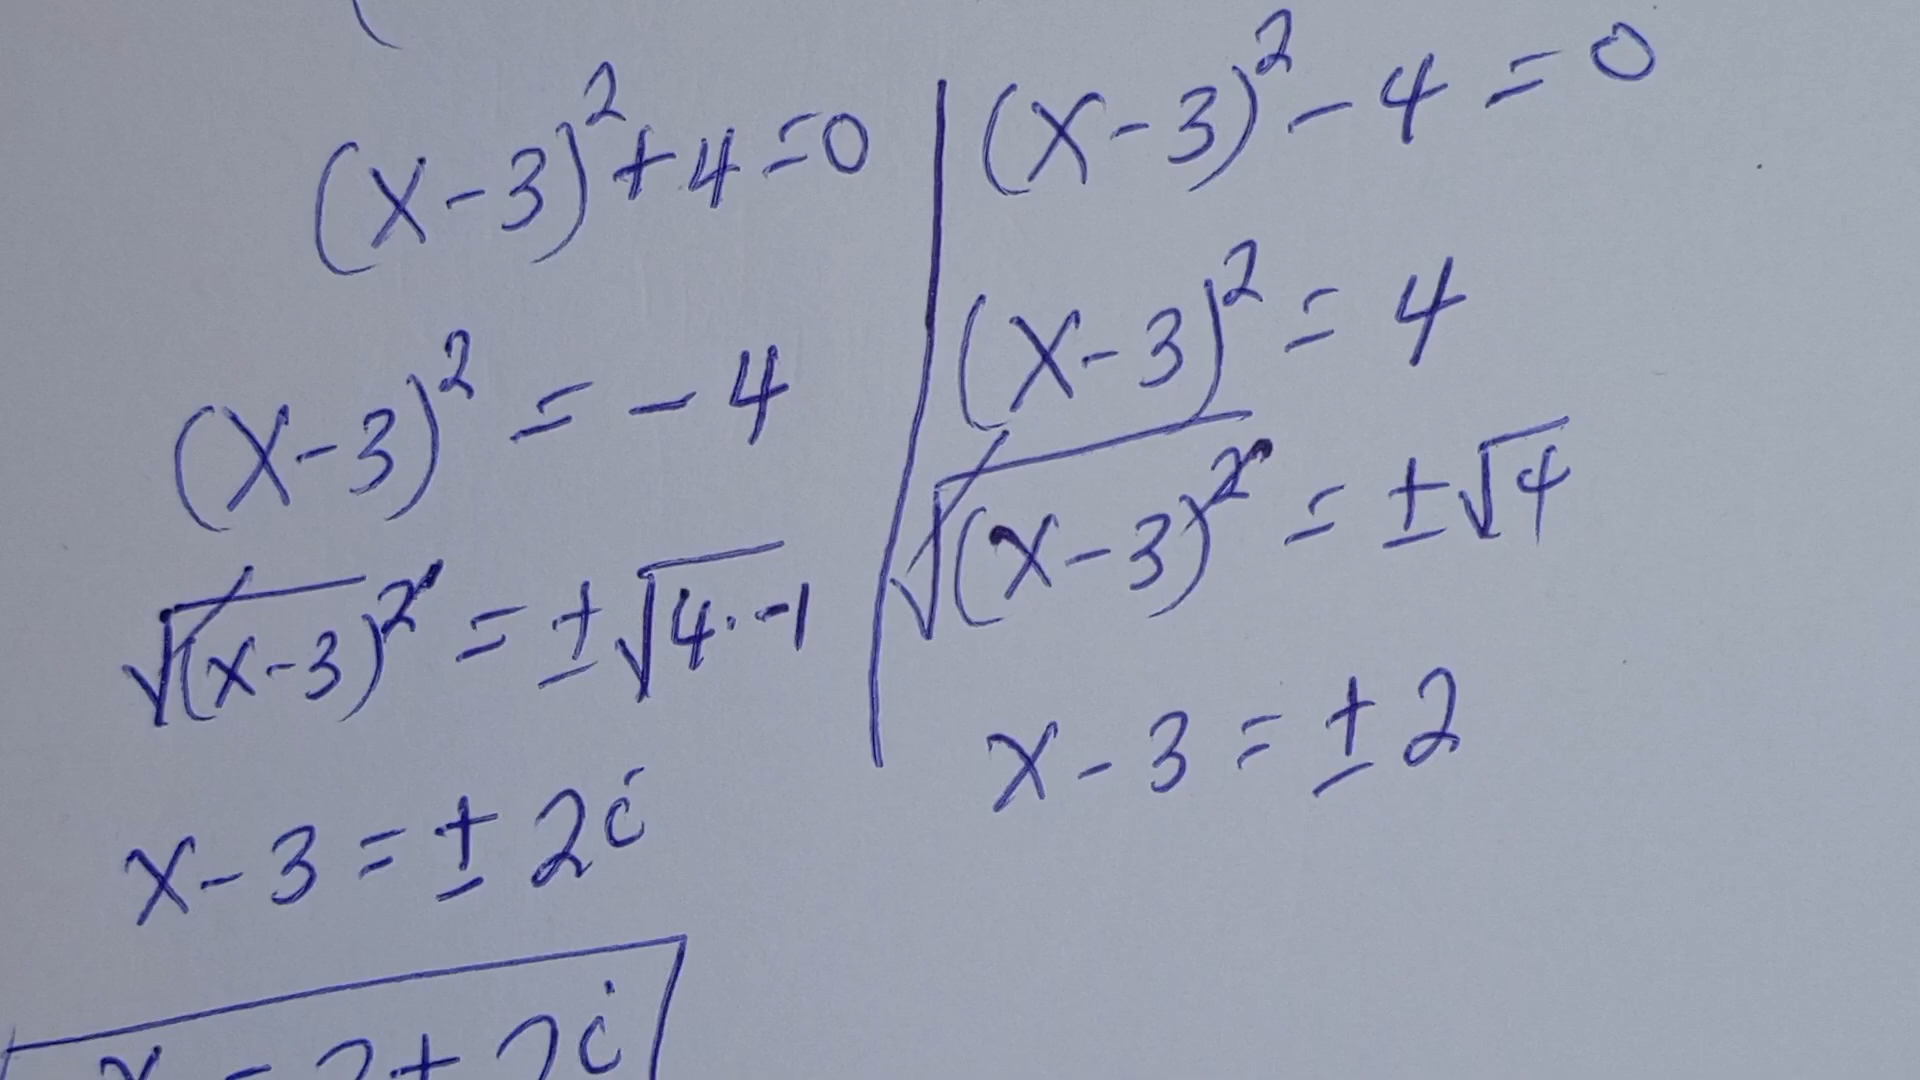 (x-3)²+4=0
(x-3)² = -4
√(x-3)² = ±√4·-1
x-3 = ± 2i
(x-3)² - 4 = 0
(x-3)² = 4
√(x-3)² = ±√4
x-3 = ± 2